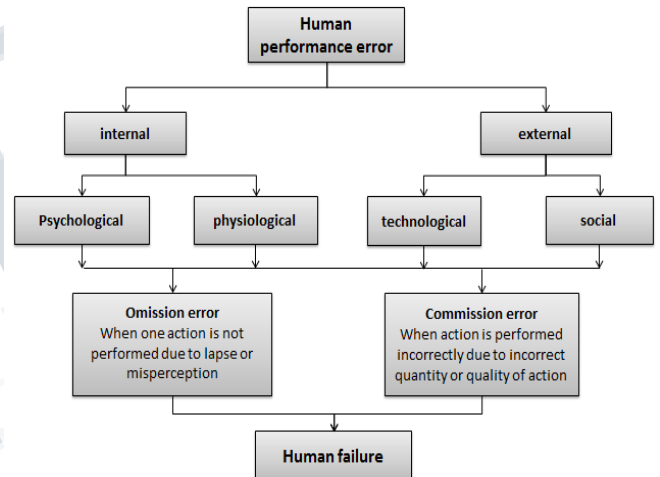 Human
performance error
internal
external
Psychological
physiological
technological
social
Omission error
When one action is not
performed due to lapse or
misperception
Commission error
When action is performed
incorrectly due to incorrect
quantity or quality of action
Human failure